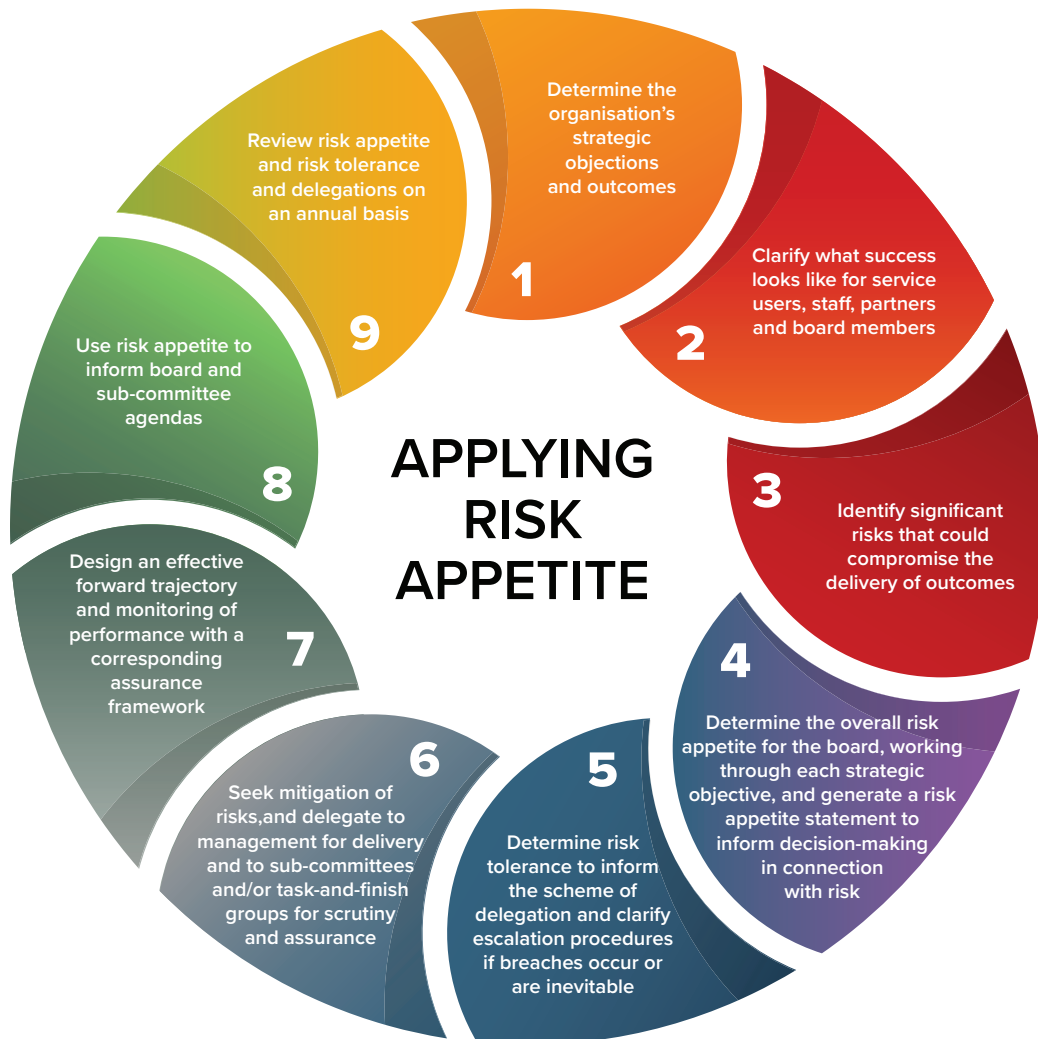 APPLYING
RISK
APPETITE
1
Determine the
organisation's
strategic
objections
and outcomes
2
Clarify what success
looks like for service
users, staff, partners
and board members
3
Identify significant
risks that could
compromise the
delivery of outcomes
4
Determine the overall risk
appetite for the board, working
through each strategic
objective, and generate a risk
appetite statement to
inform decision-making
in connection
with risk
5
Determine risk
tolerance to inform
the scheme of
delegation and clarify
escalation procedures
if breaches occur or
are inevitable
6
Seek mitigation of
risks,and delegate to
management for delivery
and to sub-committees
and/or task-and-finish
groups for scrutiny
and assurance
7
Design an effective
forward trajectory
and monitoring of
performance with a
corresponding
assurance
framework
8
Use risk appetite to
inform board and
sub-committee
agendas
9
Review risk appetite
and risk tolerance
and delegations on
an annual basis